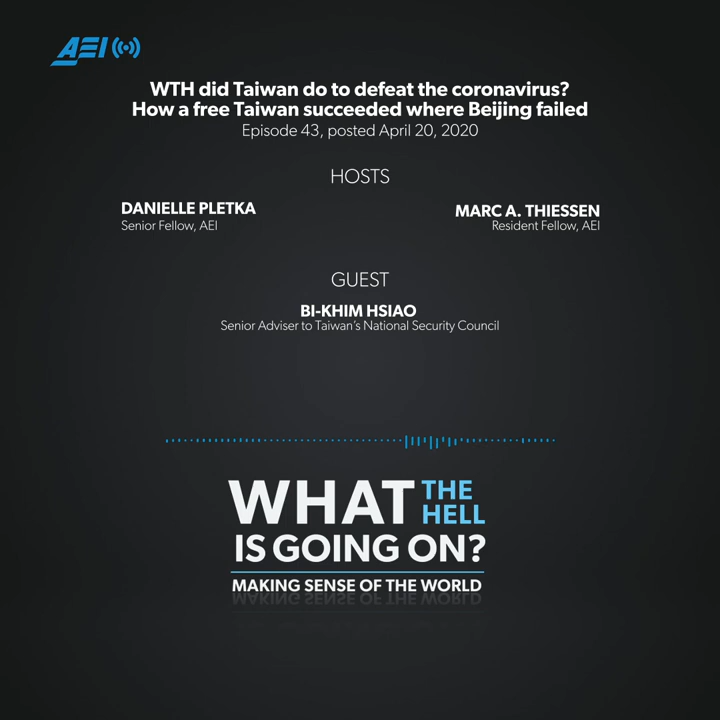 AEI
WTH did Taiwan do to defeat the coronavirus?
How a free Taiwan succeeded where Beijing failed
Episode 43, posted April 20, 2020
HOSTS
DANIELLE PLETKA
Senior Fellow, AEI
MARC A. THIESSEN
Resident Fellow, AEI
GUEST
BI-KHIM HSIAO
Senior Adviser to Taiwan's National Security Council
WHAT THE HELL
IS GOING ON?
MAKING SENSE OF THE WORLD